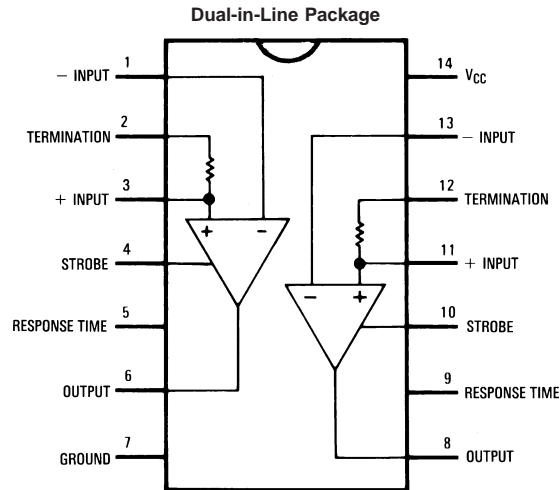 Dual-in-Line Package
– INPUT 1
14 VCC
TERMINATION 2
13 – INPUT
+ INPUT 3
12 TERMINATION
+ –
STROBE 4
11 + INPUT
– +
RESPONSE TIME 5
10 STROBE
OUTPUT 6
9 RESPONSE TIME
GROUND 7
8 OUTPUT